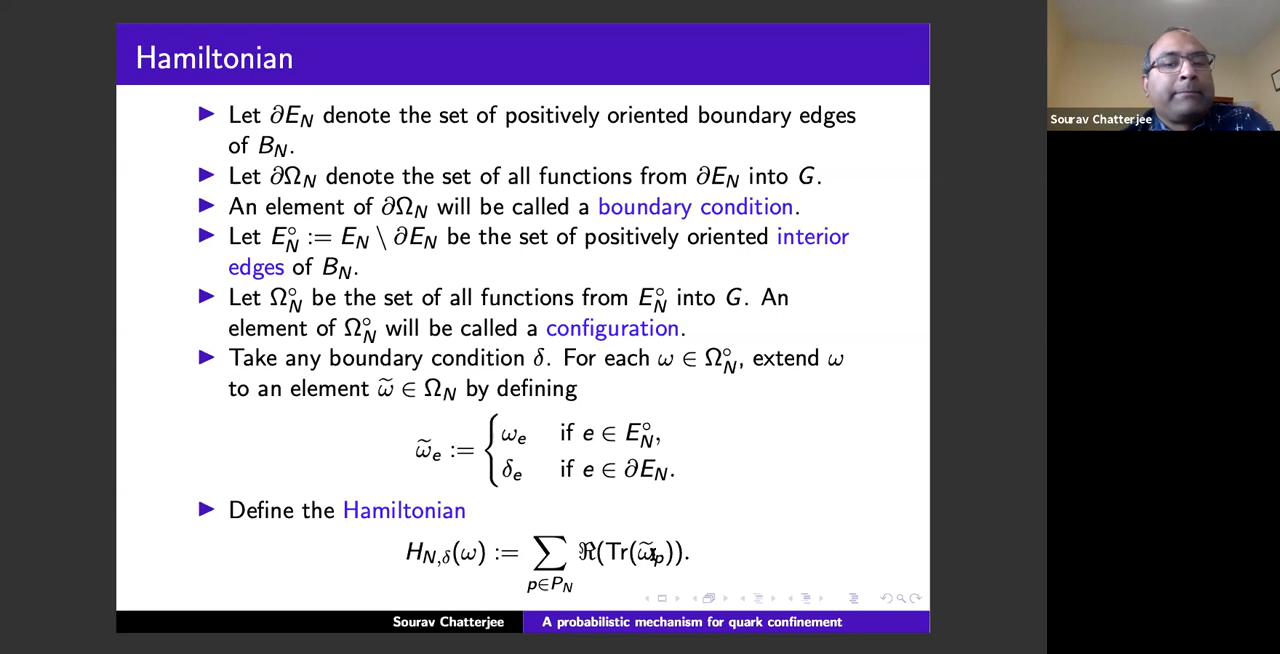 Hamiltonian
▶ Let ∂E_N denote the set of positively oriented boundary edges
of B_N.
▶ Let ∂Ω_N denote the set of all functions from ∂E_N into G.
▶ An element of ∂Ω_N will be called a boundary condition.
▶ Let E°_N := E_N \ ∂E_N be the set of positively oriented interior
edges of B_N.
▶ Let Ω°_N be the set of all functions from E°_N into G. An
element of Ω°_N will be called a configuration.
▶ Take any boundary condition δ. For each ω ∈ Ω°_N, extend ω
to an element ω̃ ∈ Ω_N by defining
ω̃_e := { ω_e if e ∈ E°_N,
δ_e if e ∈ ∂E_N.
▶ Define the Hamiltonian
H_{N,δ}(ω) := ∑_{p∈P_N} ℜ(Tr(ω̃_p)).
Sourav Chatterjee A probabilistic mechanism for quark confinement
Sourav Chatterjee